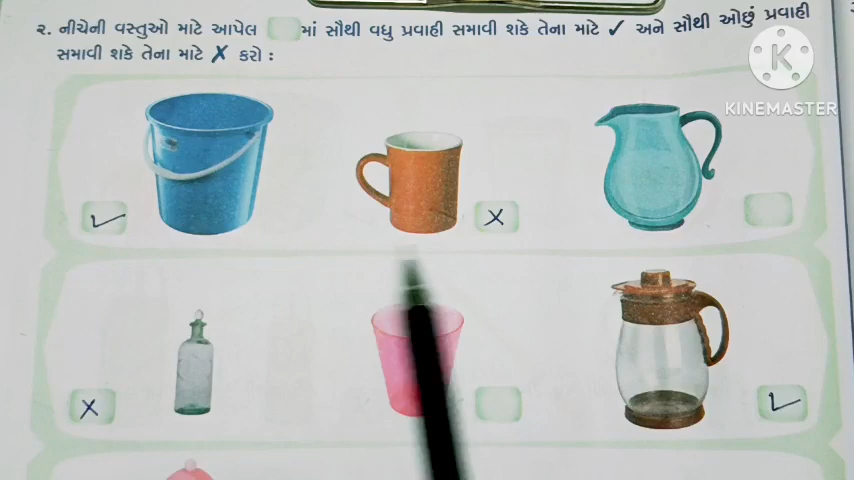 ૨. નીચેની વસ્તુઓ માટે આપેલ માં સૌથી વધુ પ્રવાહી સમાવી શકે તેના માટે ✓ અને સૌથી ઓછું પ્રવાહી
સમાવી શકે તેના માટે ✗ કરો :
KINEMASTER